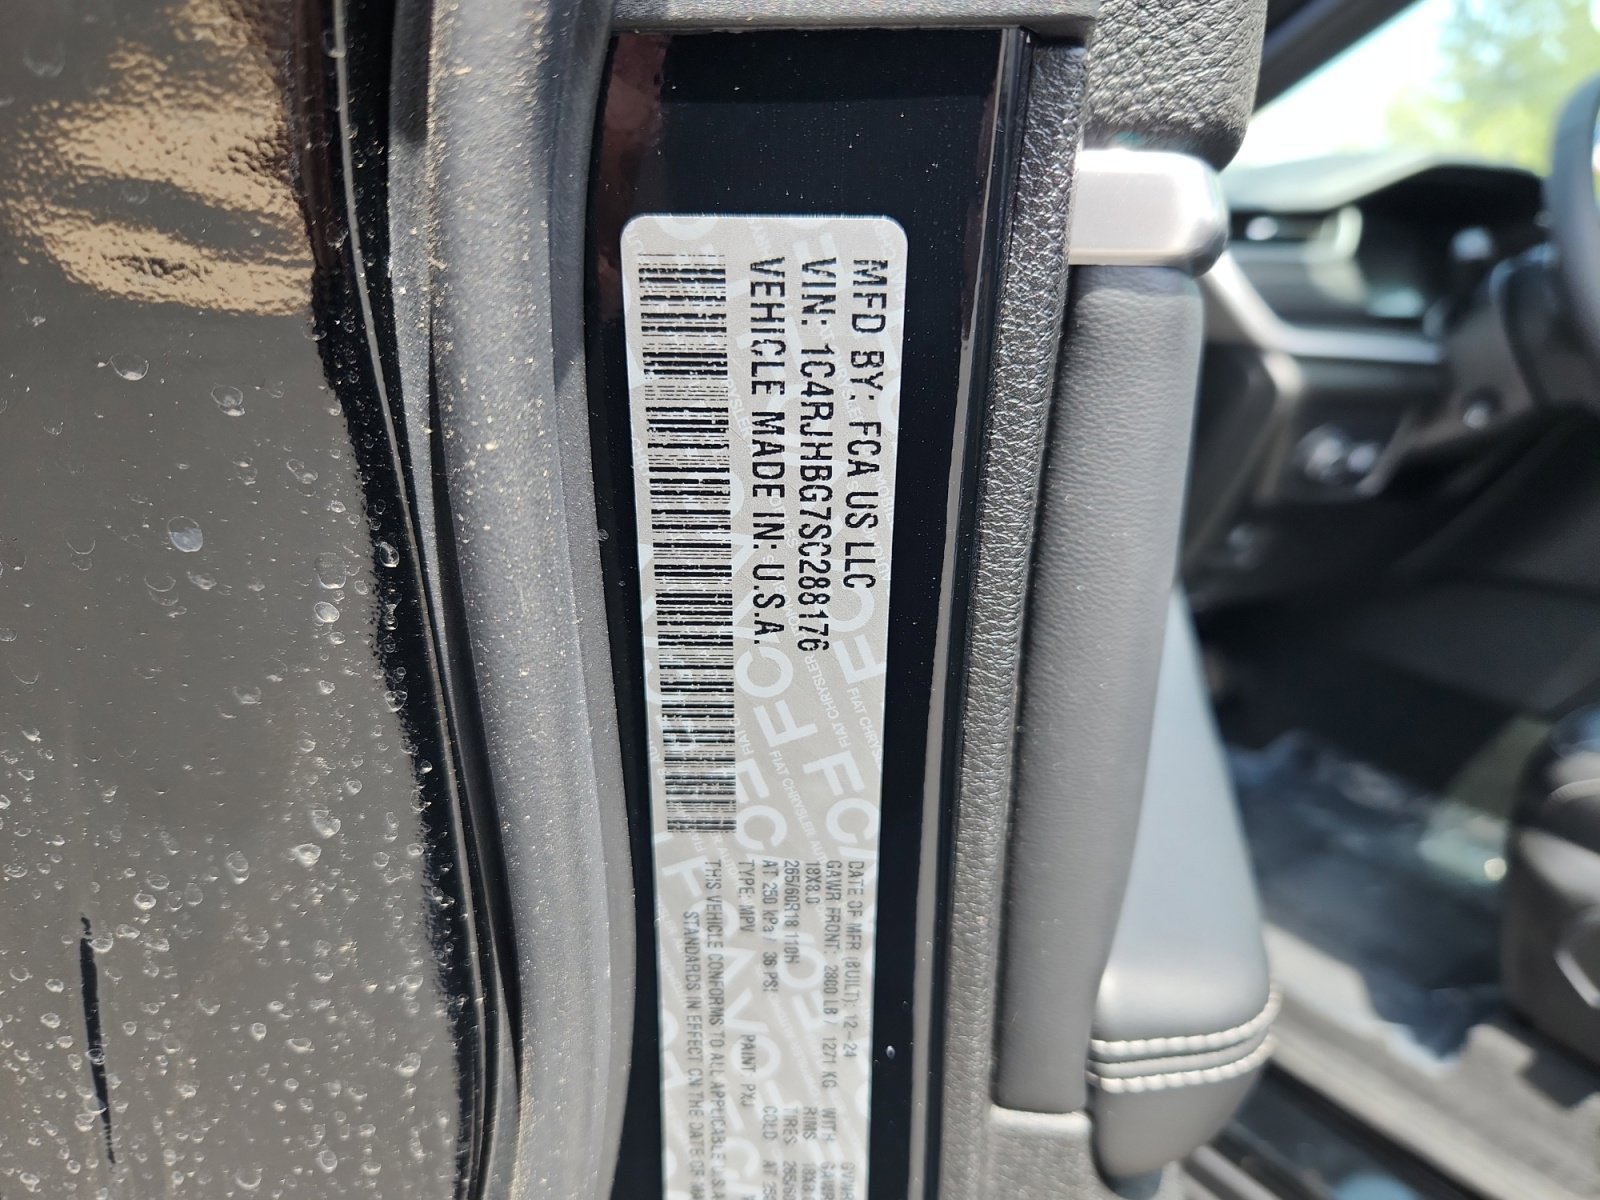 MFD BY: FCA US LLC
VIN: 1C4RJHBG7SC288176
VEHICLE MADE IN: U.S.A.
DATE OF MFR (BUILT): 12-24
GAWR FRONT: 2800 LB / 1271 KG WITH
18X8.0 RIMS
265/60R18 110H TIRES
AT 250 kPa / 36 PSI COLD
TYPE: MPV PAINT: PXJ
THIS VEHICLE CONFORMS TO ALL APPLICABLE U.S.A.
STANDARDS IN EFFECT ON THE DATE OF